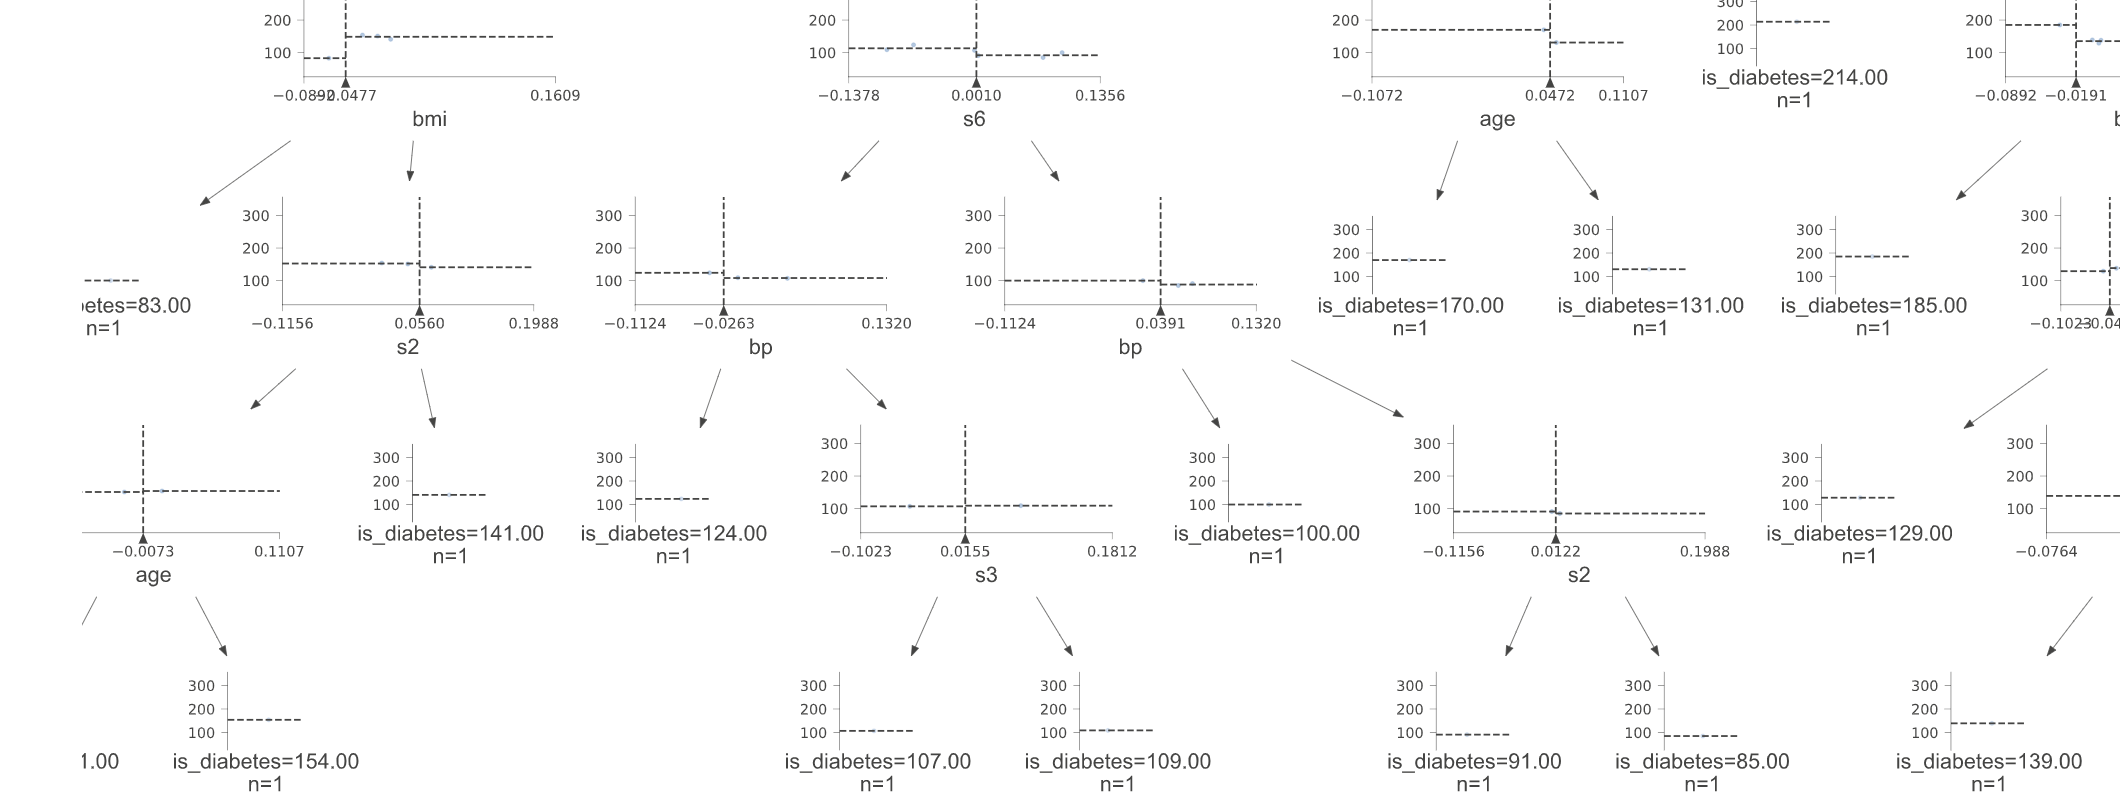 300
200
200
200
200
200
100
100
100
100
100
is_diabetes=214.00
n=1
−0.0477
0.1609
−0.1378
0.0010
0.1356
−0.1072
0.0472
0.1107
−0.0892
−0.0191
bmi
s6
age
b
300
300
300
300
300
300
300
200
200
200
200
200
200
200
100
100
100
100
100
100
100
etes=83.00
n=1
−0.1156
0.0560
0.1988
−0.1124
−0.0263
0.1320
−0.1124
0.0391
0.1320
is_diabetes=170.00
n=1
is_diabetes=131.00
n=1
is_diabetes=185.00
n=1
s2
bp
bp
300
300
300
300
300
300
300
200
200
200
200
200
200
200
100
100
100
100
100
100
100
−0.0073
0.1107
is_diabetes=141.00
n=1
is_diabetes=124.00
n=1
−0.1023
0.0155
0.1812
is_diabetes=100.00
n=1
−0.1156
0.0122
0.1988
is_diabetes=129.00
n=1
−0.0764
age
s3
s2
300
300
300
300
300
300
200
200
200
200
200
200
100
100
100
100
100
100
1.00
is_diabetes=154.00
n=1
is_diabetes=107.00
n=1
is_diabetes=109.00
n=1
is_diabetes=91.00
n=1
is_diabetes=85.00
n=1
is_diabetes=139.00
n=1